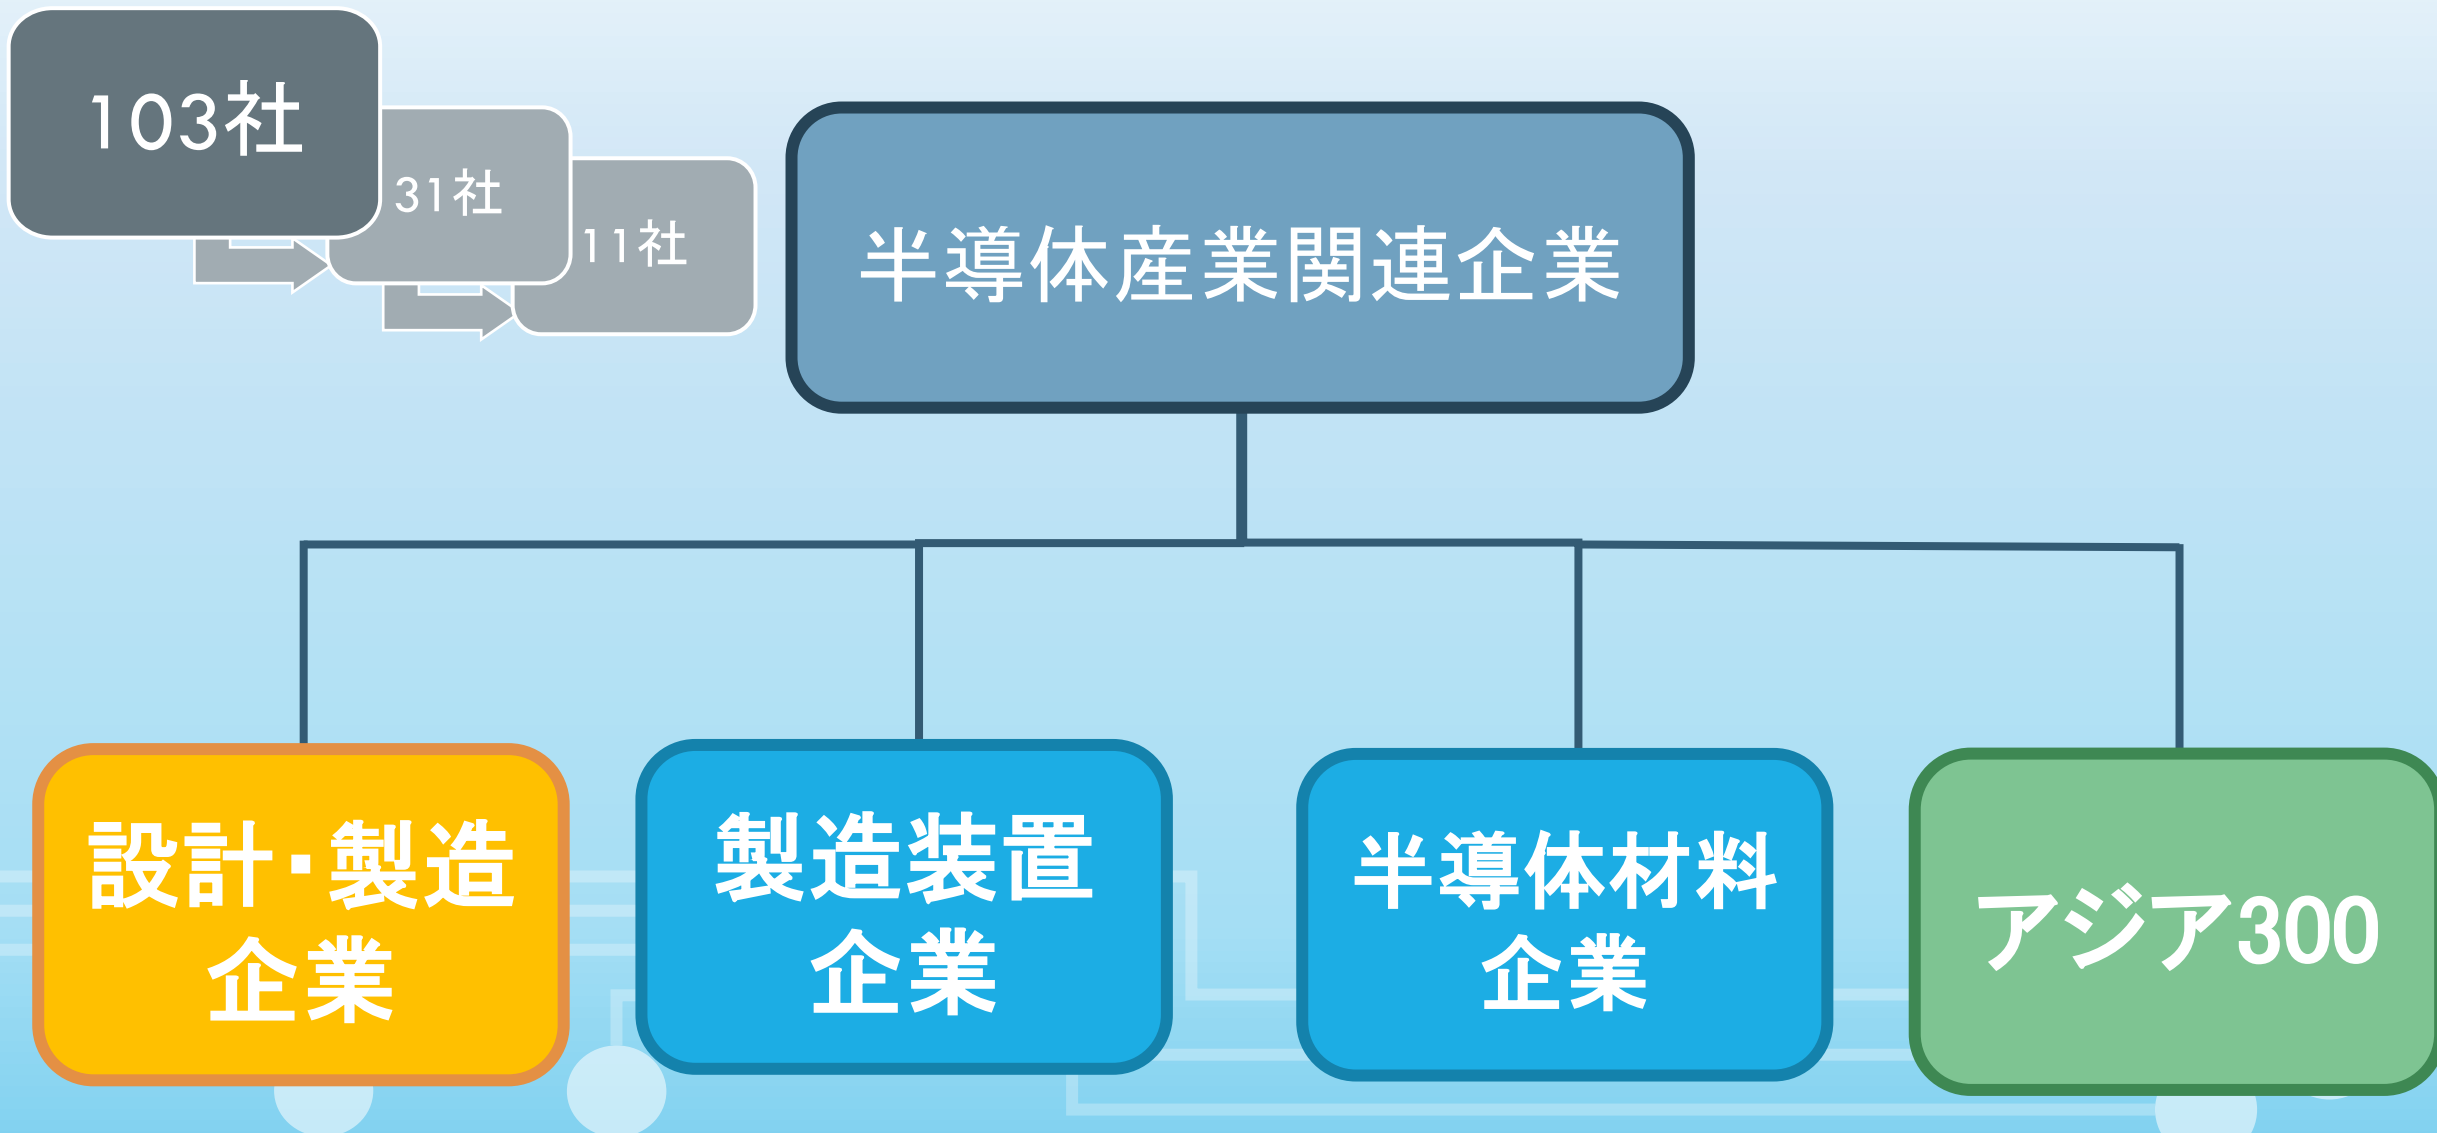 103社
31社
11社
半導体産業関連企業
設計・製造
企業
製造装置
企業
半導体材料
企業
アジア300